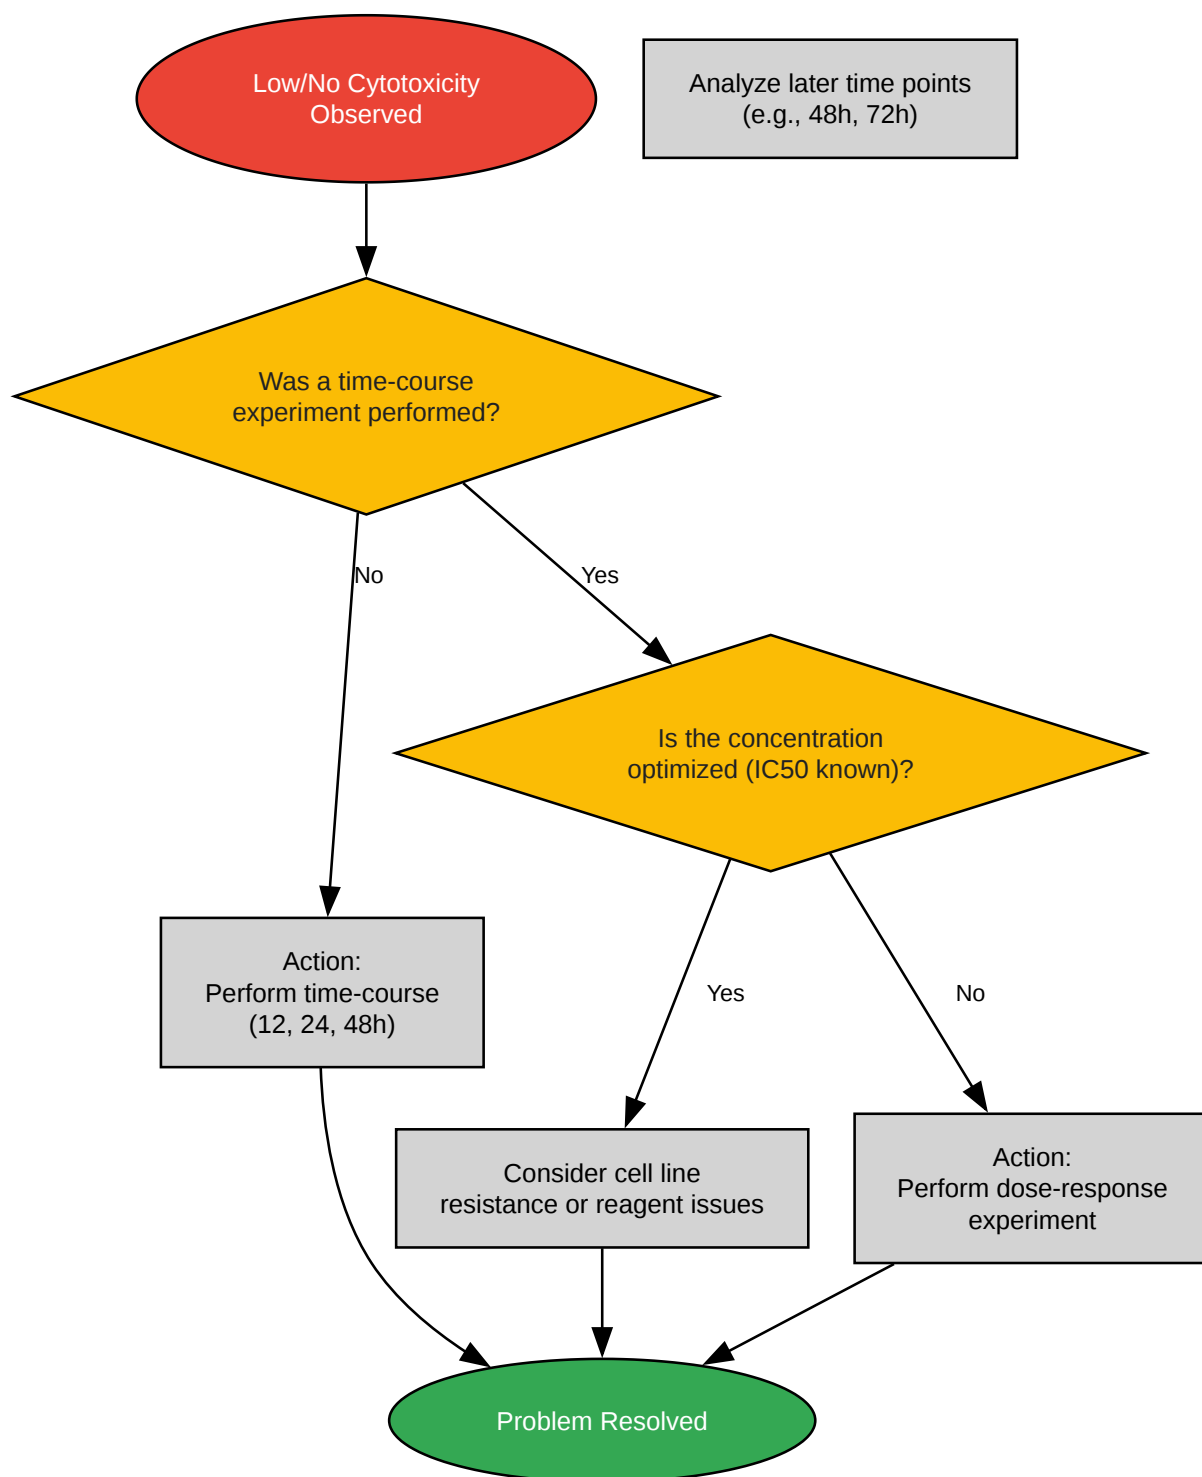 Low/No Cytotoxicity
Observed
Analyze later time points
(e.g., 48h, 72h)
Was a time-course
experiment performed?
No
Yes
Is the concentration
optimized (IC50 known)?
Action:
Perform time-course
(12, 24, 48h)
Yes
No
Consider cell line
resistance or reagent issues
Action:
Perform dose-response
experiment
Problem Resolved